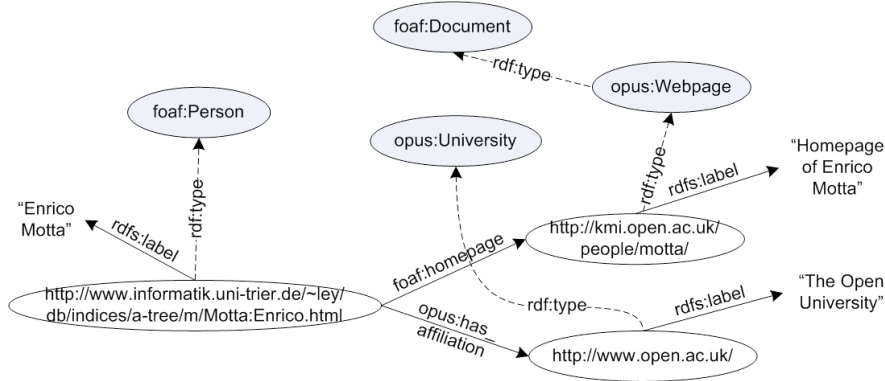 foaf:Document
rdf:type
opus:Webpage
foaf:Person
opus:University
"Homepage
of Enrico
Motta"
rdf:type
rdfs:label
rdf:type
"Enrico
Motta"
rdfs:label
http://kmi.open.ac.uk/
people/motta/
foaf:homepage
"The Open
University"
http://www.informatik.uni-trier.de/~ley/
db/indices/a-tree/m/Motta:Enrico.html
rdf:type
rdfs:label
opus:has_
affiliation
http://www.open.ac.uk/